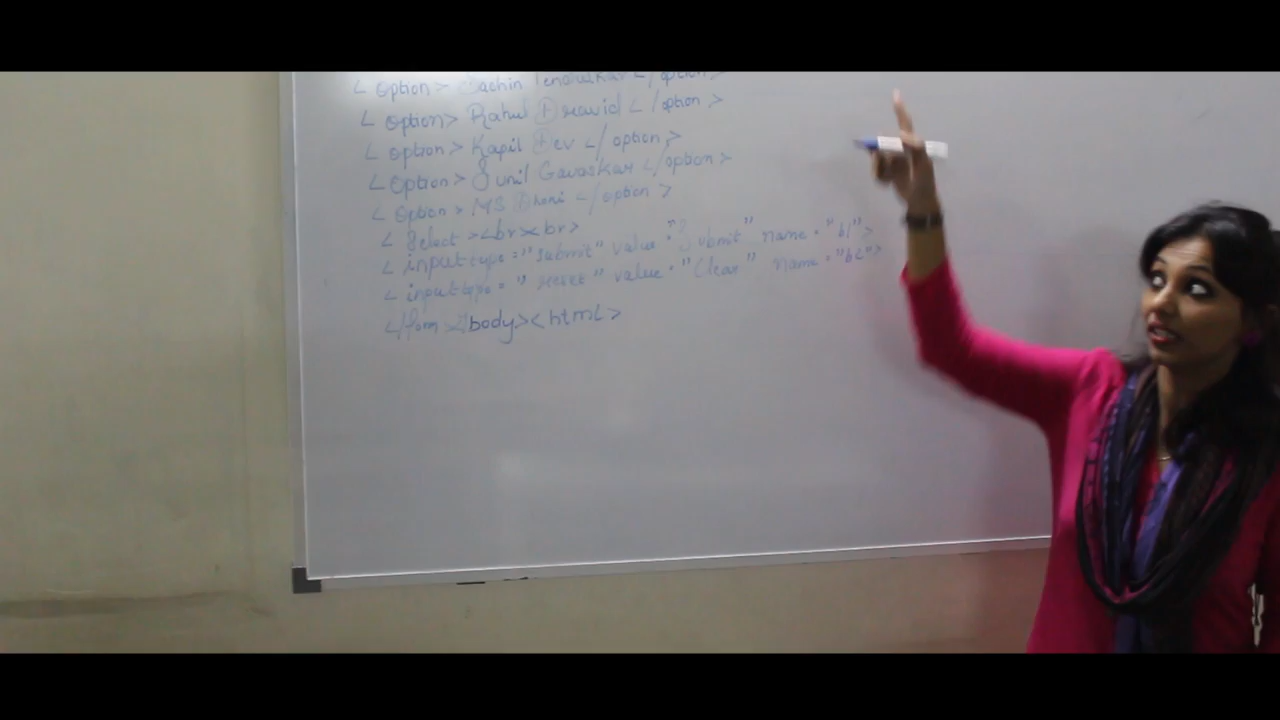 < option> Sachin Tendulkar </option>
< option> Rahul Dravid </option>
< option> Kapil Dev </option>
< option> Sunil Gavaskar </option>
< option> MS Dhoni </option>
< Select ><br><br>
< input type ="submit" value ="Submit" name ="b1">
< input type = "reset" value = "Clear" name = "b2">
</form></body><html>